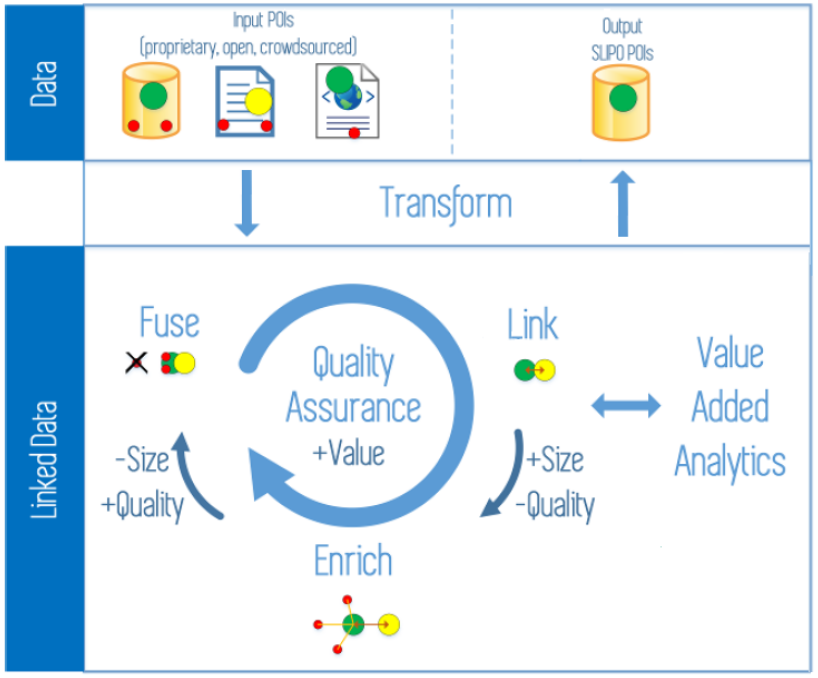 Data
Input POIs
(proprietary, open, crowdsourced)
Output
SLIPO POIs
Transform
Linked Data
Fuse
Quality
Assurance
+Value
Link
Value
Added
Analytics
-Size
+Quality
+Size
-Quality
Enrich